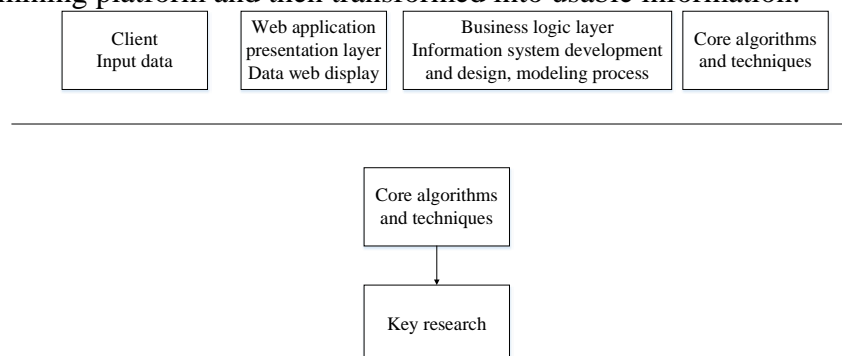 mining platform and then transformed into usable information.
Client
Input data
Web application
presentation layer
Data web display
Business logic layer
Information system development
and design, modeling process
Core algorithms
and techniques
Core algorithms
and techniques
Key research